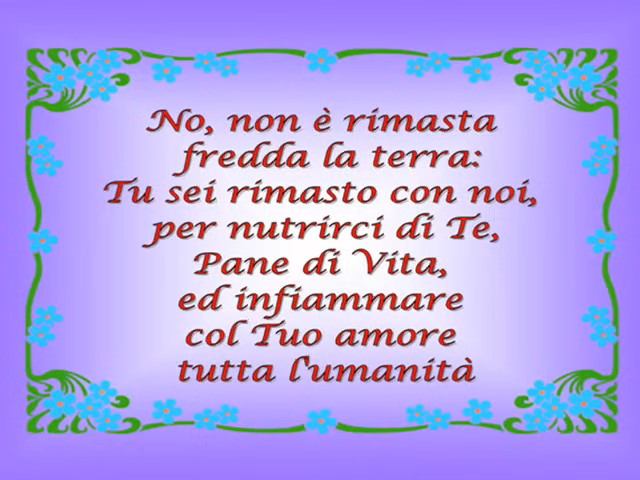 No, non è rimasta
fredda la terra:
Tu sei rimasto con noi,
per nutrirci di Te,
Pane di Vita,
ed infiammare
col Tuo amore
tutta l'umanità